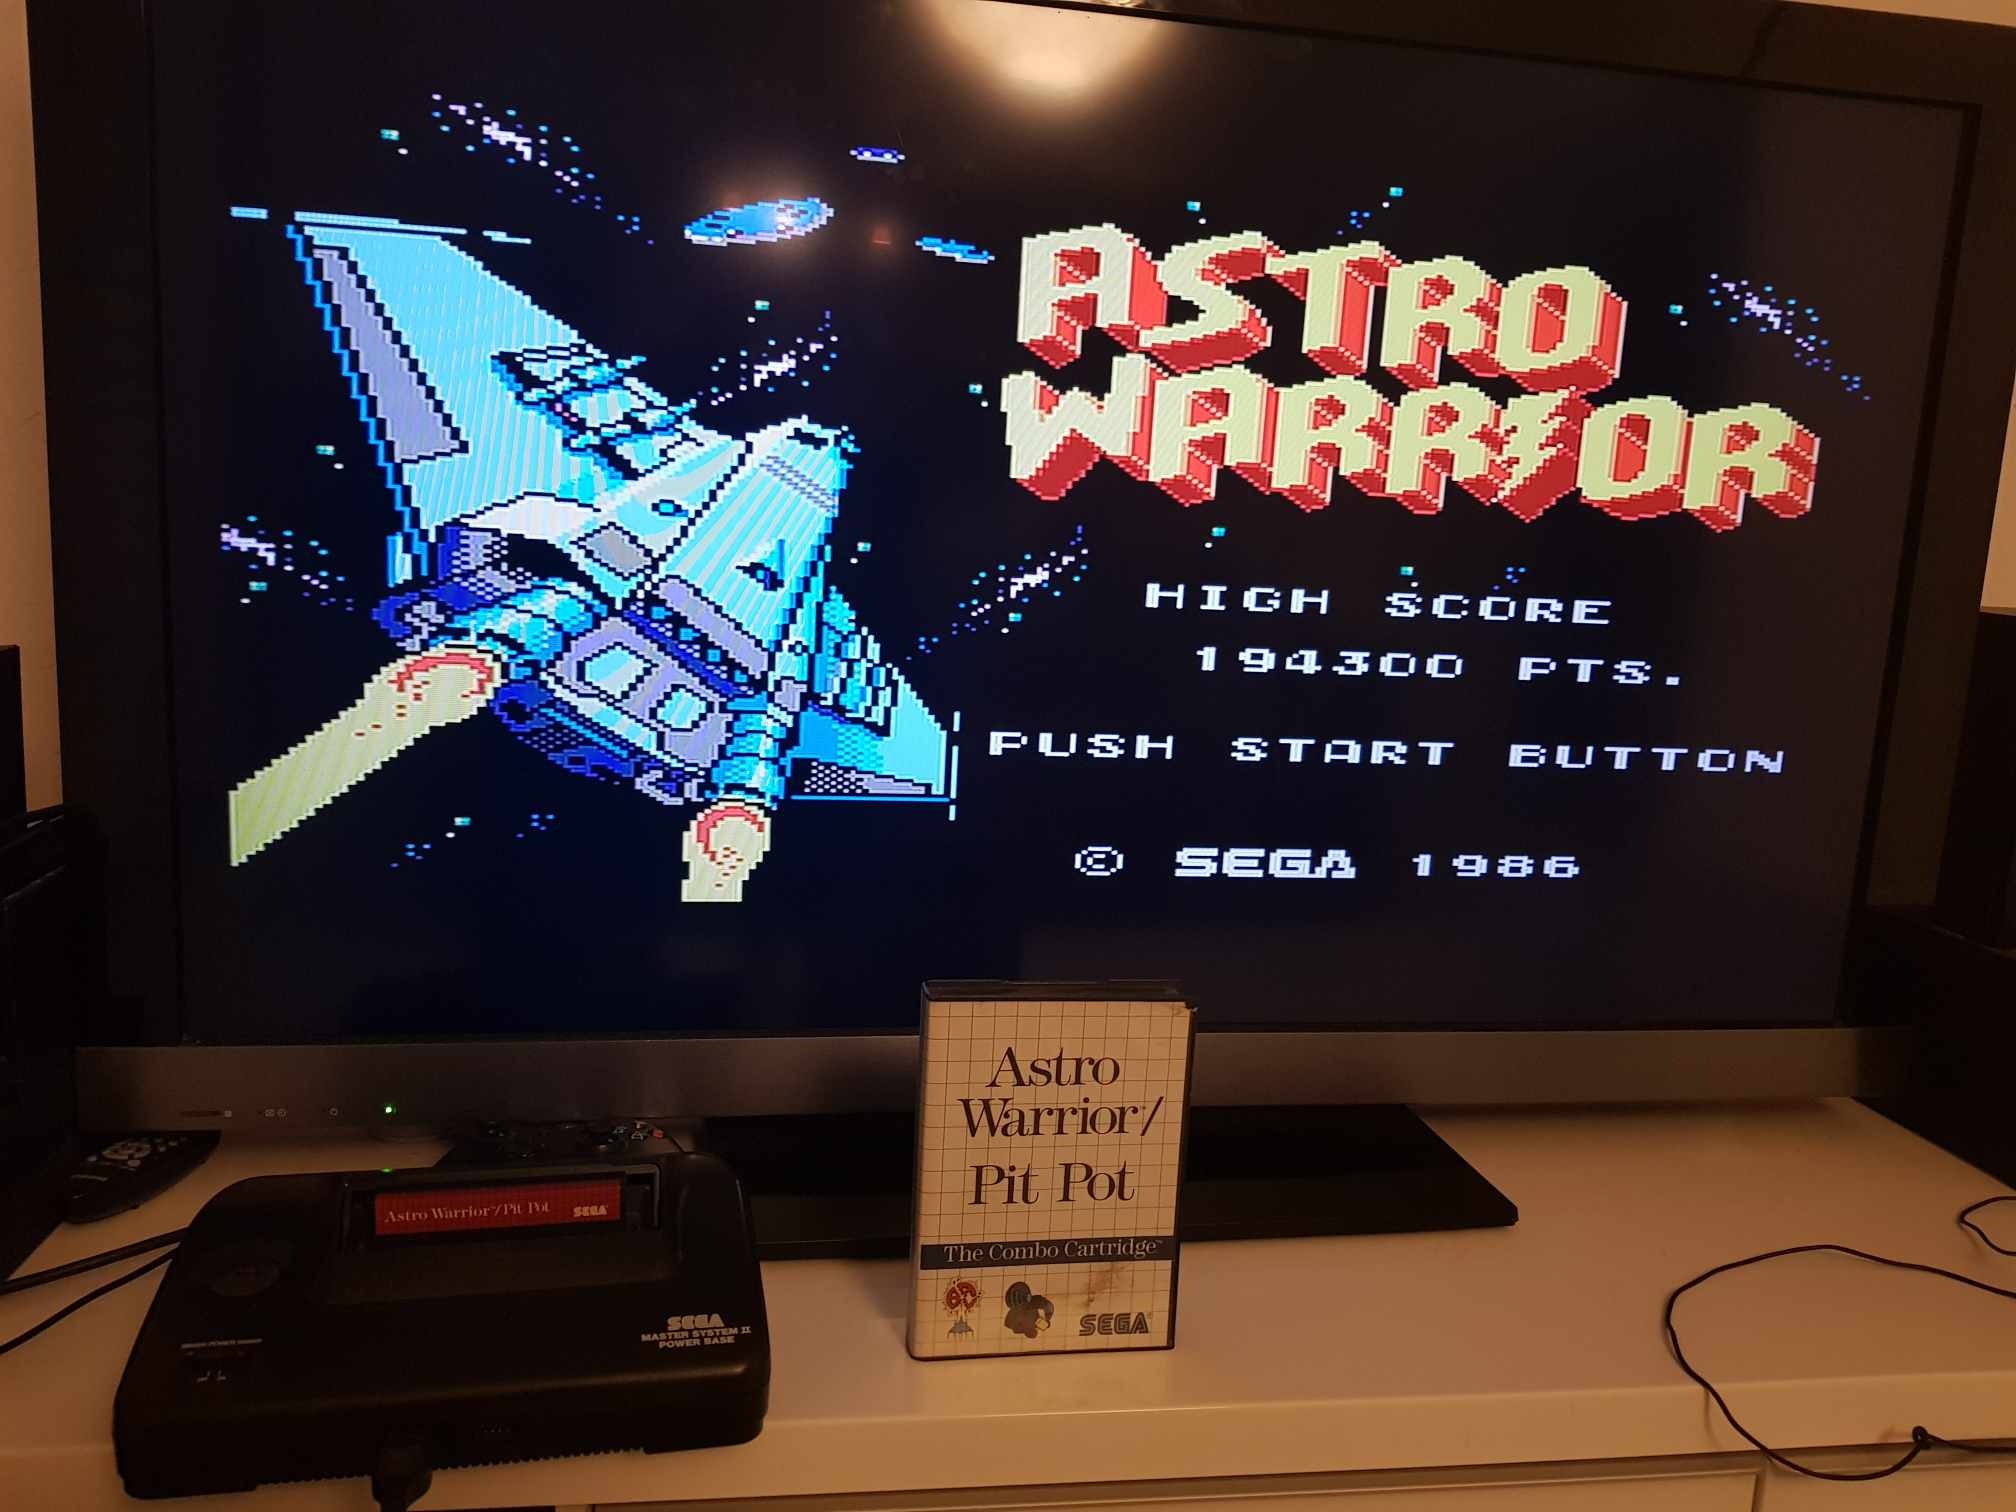 ASTRO
WARRIOR
HIGH SCORE
194300 PTS.
PUSH START BUTTON
© SEGA 1986
Astro
Warrior/
Pit Pot
The Combo Cartridge™
SEGA
Astro Warrior™/Pit Pot SEGA
SEGA
MASTER SYSTEM II
POWER BASE